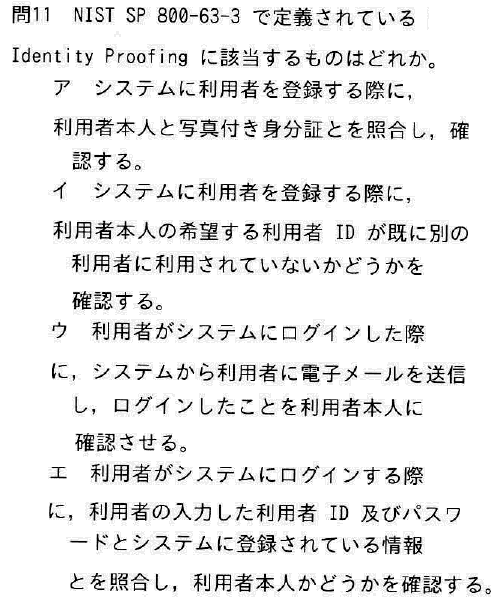 問11 NIST SP 800-63-3 で定義されている
Identity Proofing に該当するものはどれか。
ア システムに利用者を登録する際に，
利用者本人と写真付き身分証とを照合し，確
認する。
イ システムに利用者を登録する際に，
利用者本人の希望する利用者 ID が既に別の
利用者に利用されていないかどうかを
確認する。
ウ 利用者がシステムにログインした際
に，システムから利用者に電子メールを送信
し，ログインしたことを利用者本人に
確認させる。
エ 利用者がシステムにログインする際
に，利用者の入力した利用者 ID 及びパスワ
ードとシステムに登録されている情報
とを照合し，利用者本人かどうかを確認する。